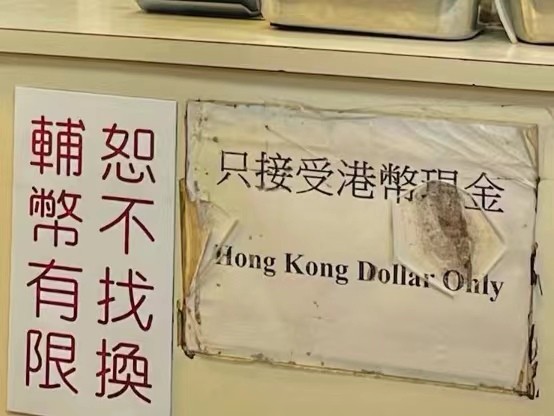 輔幣有限
恕不找換
只接受港幣現金
Hong Kong Dollar Only